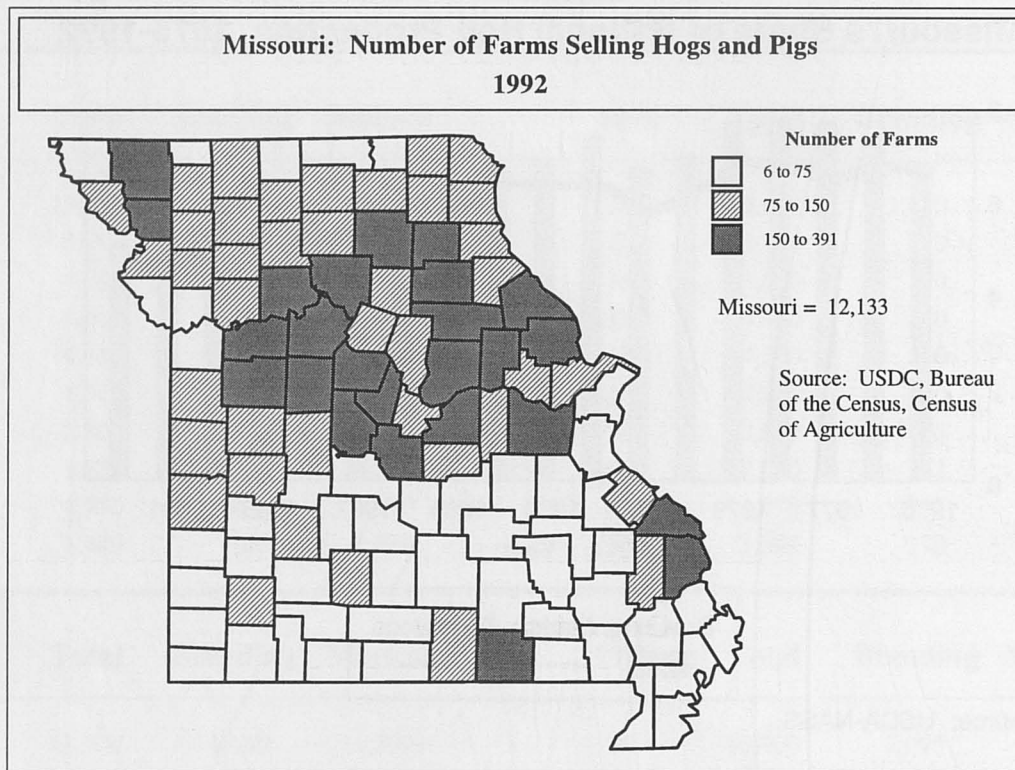 Missouri: Number of Farms Selling Hogs and Pigs
1992
Number of Farms
6 to 75
75 to 150
150 to 391
Missouri = 12,133
Source: USDC, Bureau
of the Census, Census
of Agriculture